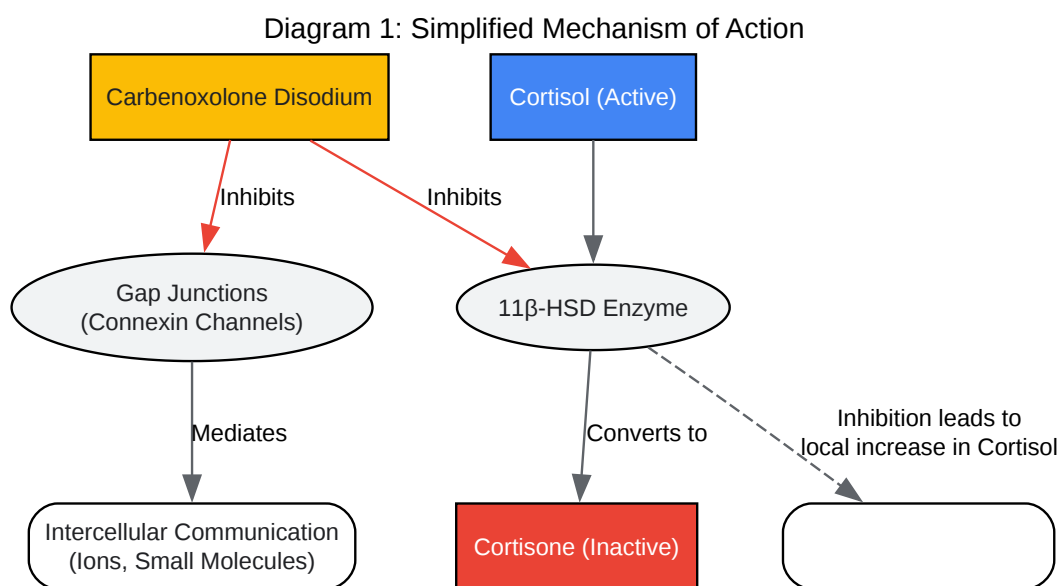 Diagram 1: Simplified Mechanism of Action
Carbenoxolone Disodium
Cortisol (Active)
Inhibits
Inhibits
Gap Junctions
(Connexin Channels)
11β-HSD Enzyme
Mediates
Converts to
Inhibition leads to
local increase in Cortisol
Intercellular Communication
(Ions, Small Molecules)
Cortisone (Inactive)